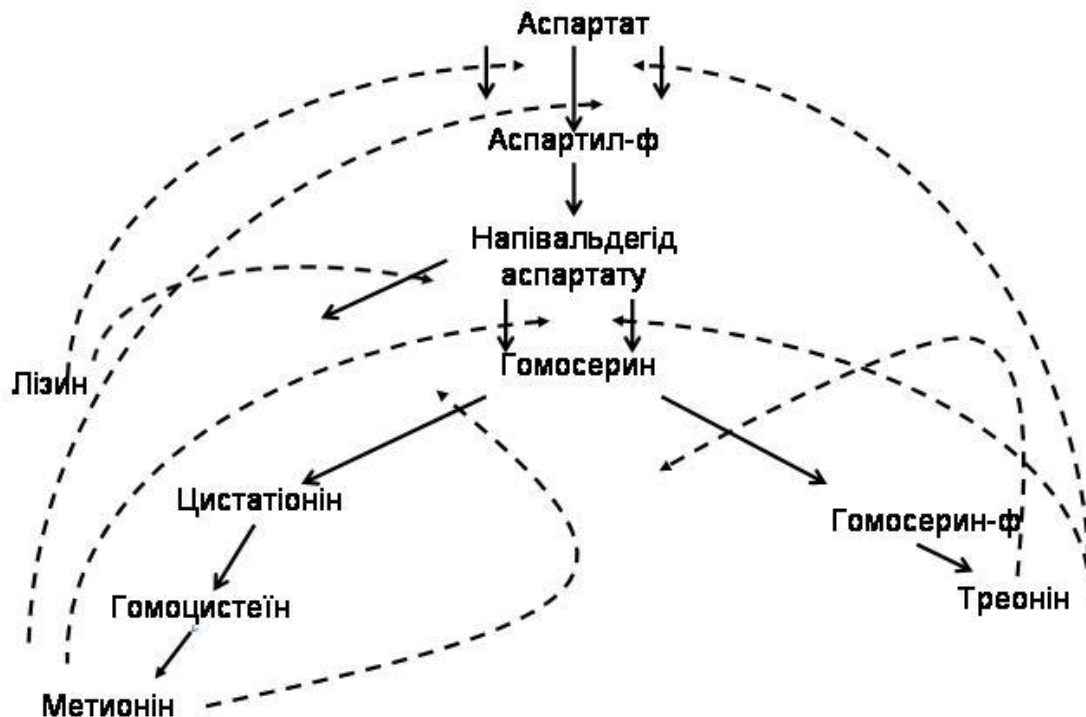 Аспартат
Аспартил-ф
Напівальдегід
аспартату
Гомосерин
Лізин
Цистатіонін
Гомосерин-ф
Гомоцистеїн
Треонін
Метионін